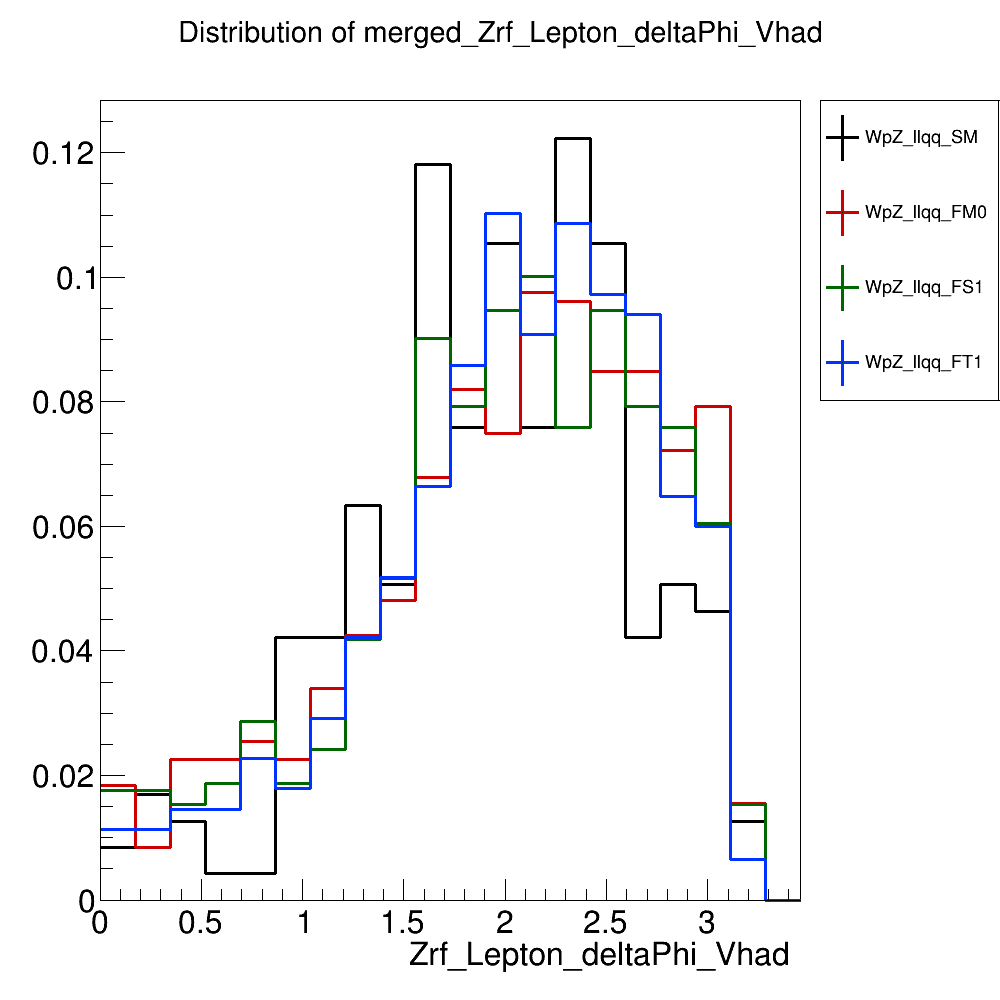 Distribution of merged_Zrf_Lepton_deltaPhi_Vhad
WpZ_llqq_SM
WpZ_llqq_FM0
WpZ_llqq_FS1
WpZ_llqq_FT1
0.12
0.1
0.08
0.06
0.04
0.02
0
0 0.5 1 1.5 2 2.5 3
Zrf_Lepton_deltaPhi_Vhad